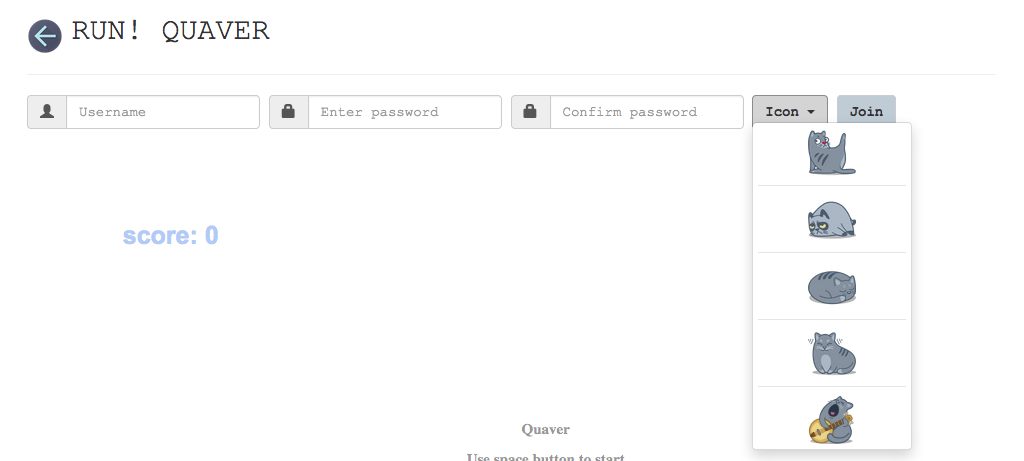 RUN! QUAVER
Username
Enter password
Confirm password
Icon
Join
score: 0
Quaver
Use space button to start